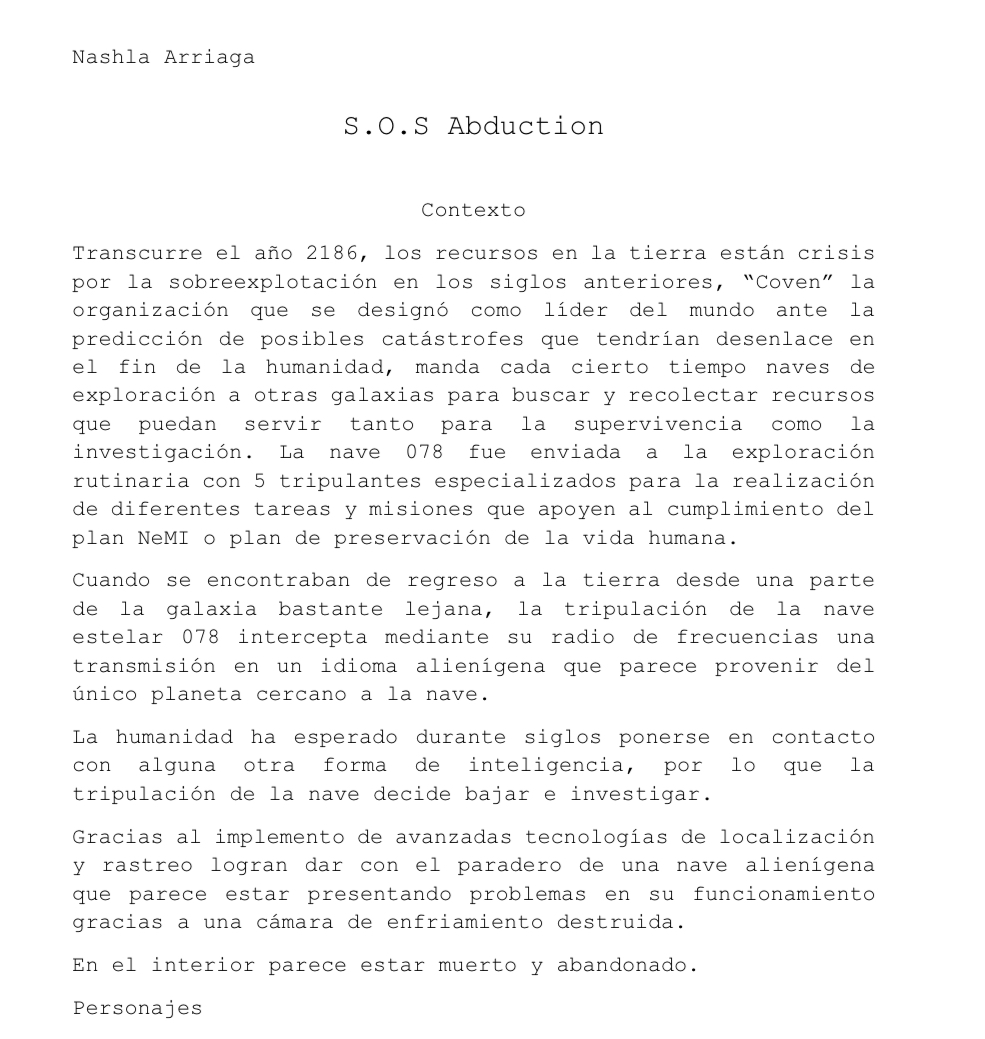 Nashla Arriaga
S.O.S Abduction
Contexto
Transcurre el año 2186, los recursos en la tierra están crisis
por la sobreexplotación en los siglos anteriores, “Coven” la
organización que se designó como líder del mundo ante la
predicción de posibles catástrofes que tendrían desenlace en
el fin de la humanidad, manda cada cierto tiempo naves de
exploración a otras galaxias para buscar y recolectar recursos
que puedan servir tanto para la supervivencia como la
investigación. La nave 078 fue enviada a la exploración
rutinaria con 5 tripulantes especializados para la realización
de diferentes tareas y misiones que apoyen al cumplimiento del
plan NeMI o plan de preservación de la vida humana.
Cuando se encontraban de regreso a la tierra desde una parte
de la galaxia bastante lejana, la tripulación de la nave
estelar 078 intercepta mediante su radio de frecuencias una
transmisión en un idioma alienígena que parece provenir del
único planeta cercano a la nave.
La humanidad ha esperado durante siglos ponerse en contacto
con alguna otra forma de inteligencia, por lo que la
tripulación de la nave decide bajar e investigar.
Gracias al implemento de avanzadas tecnologías de localización
y rastreo logran dar con el paradero de una nave alienígena
que parece estar presentando problemas en su funcionamiento
gracias a una cámara de enfriamiento destruida.
En el interior parece estar muerto y abandonado.
Personajes